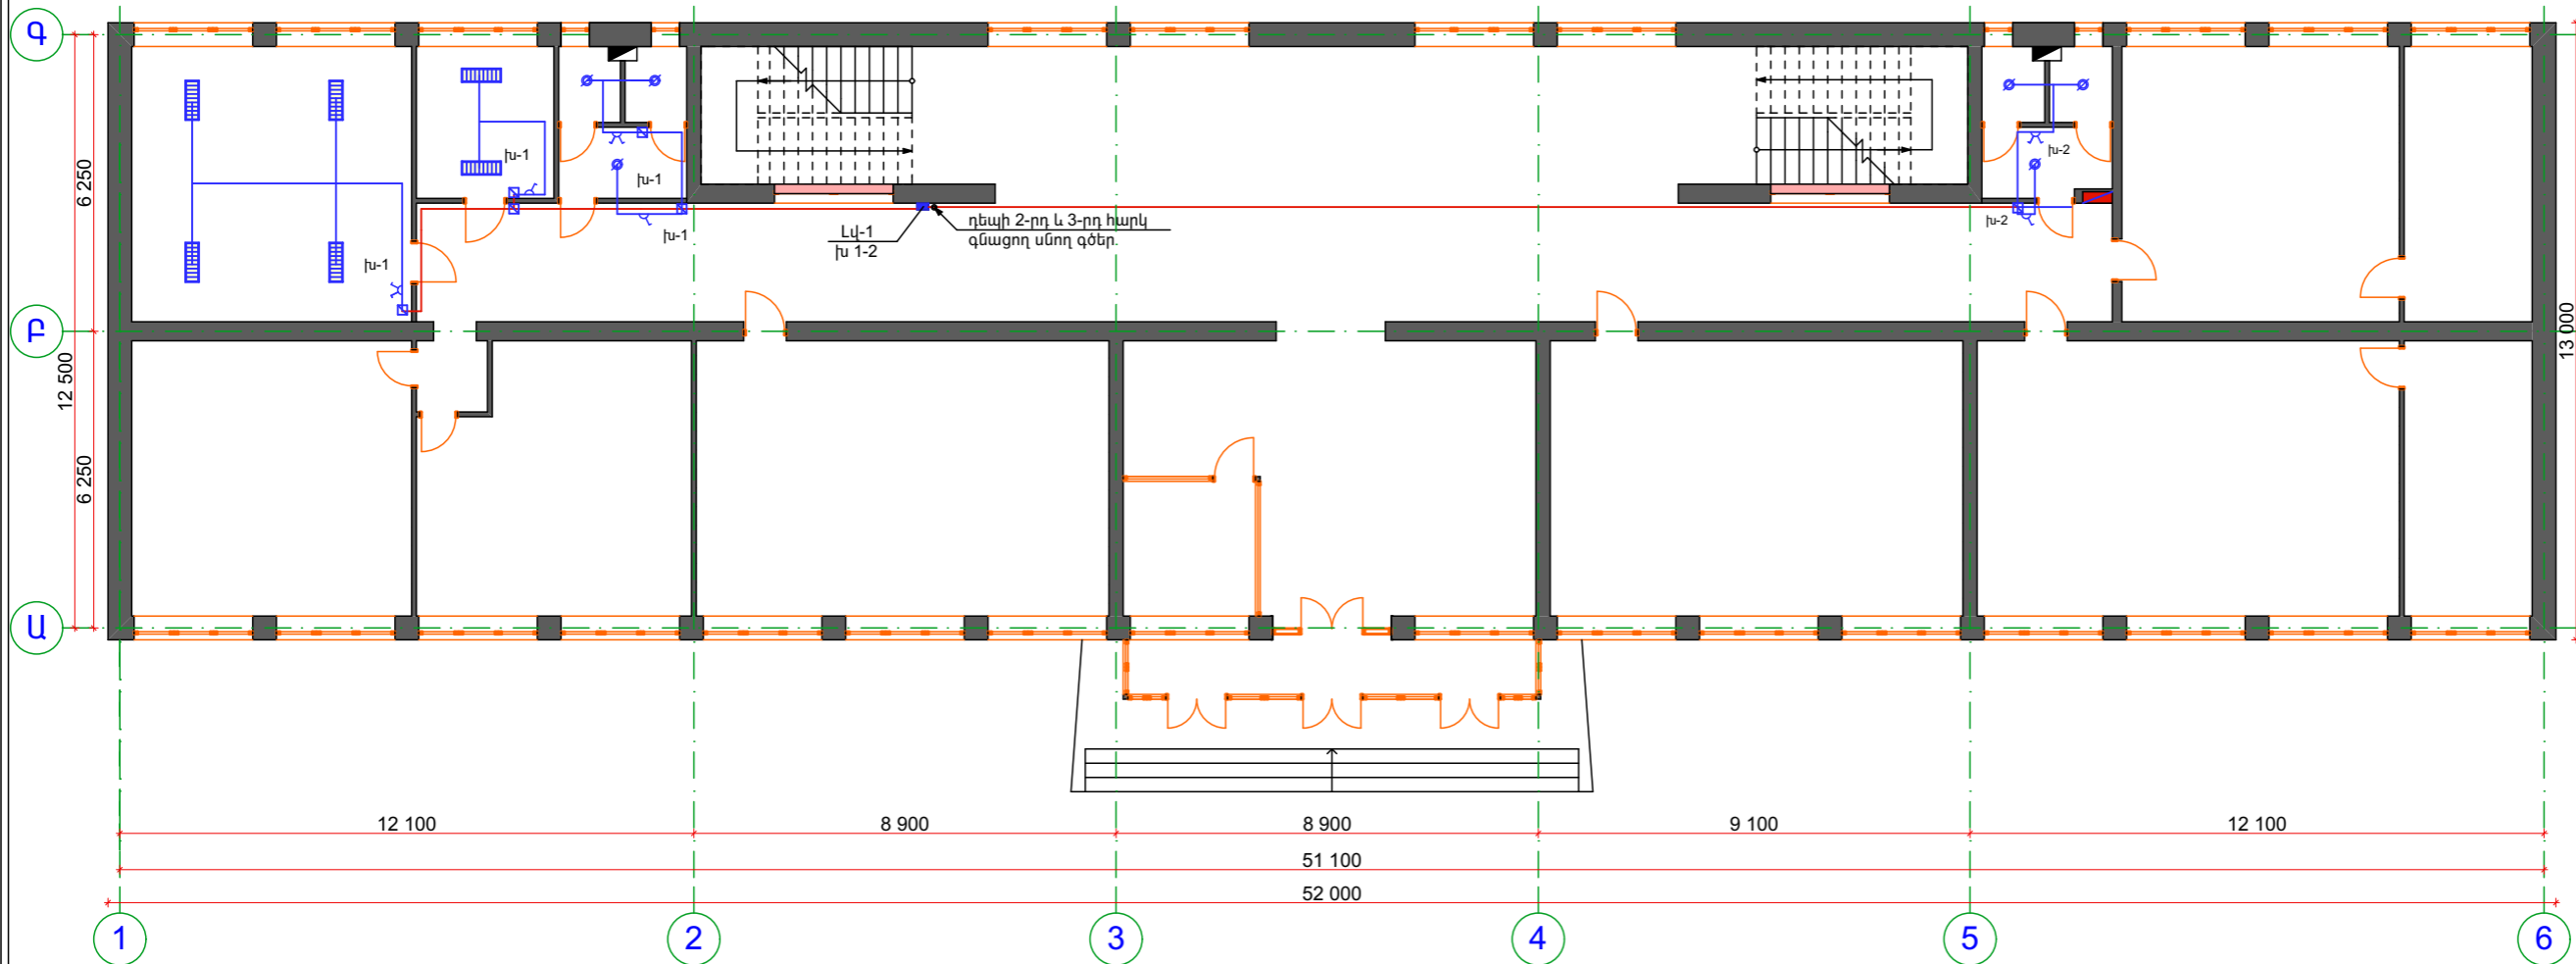 Գ
6 250
խ-1
խ-1
խ-1
խ-1
Լվ-1
խ 1-2
դեպի 2-րդ և 3-րդ հարկ
գնացող սնող գծեր
խ-2
խ-2
Բ
12 500
13 000
6 250
Ա
12 100
8 900
8 900
9 100
12 100
51 100
52 000
1
2
3
4
5
6